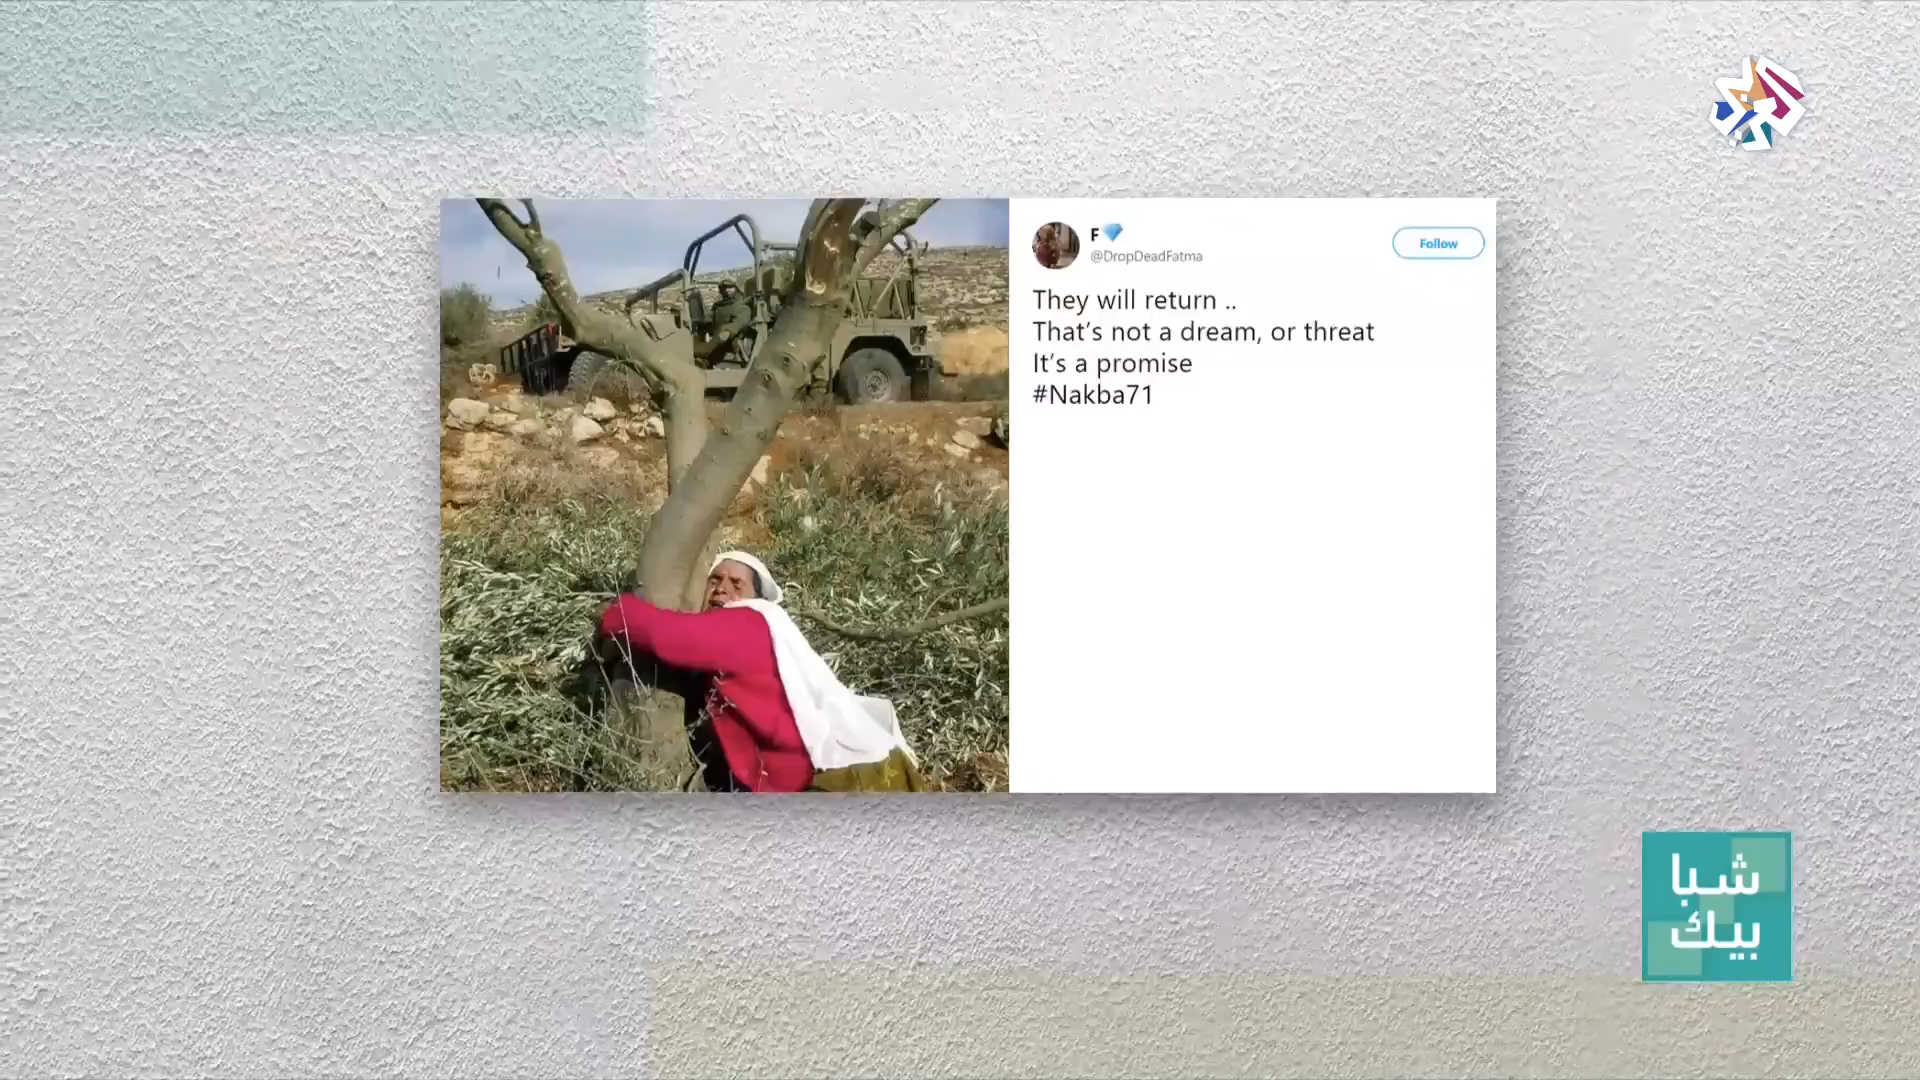 F
@DropDeadFatma
Follow
They will return ..
That's not a dream, or threat
It's a promise
#Nakba71
شبا
بيك